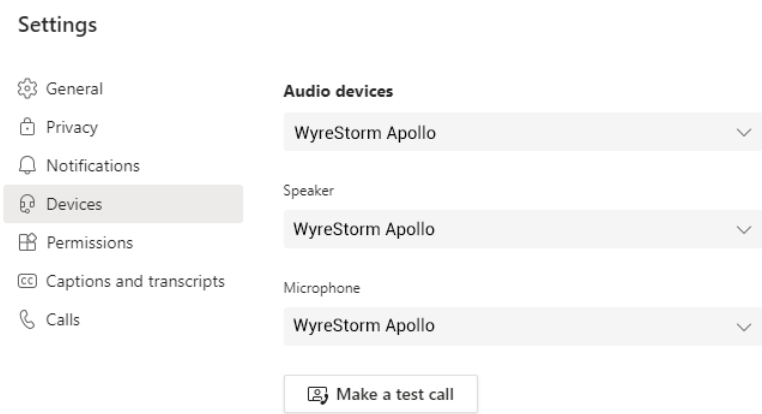 Settings
General
Privacy
Notifications
Devices
Permissions
CC Captions and transcripts
Calls
Audio devices
WyreStorm Apollo
Speaker
WyreStorm Apollo
Microphone
WyreStorm Apollo
Make a test call